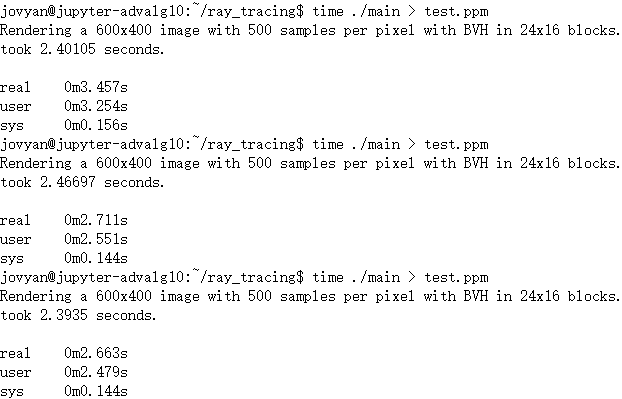 jovyan@jupyter-advalg10:~/ray_tracing$ time ./main > test.ppm
Rendering a 600x400 image with 500 samples per pixel with BVH in 24x16 blocks.
took 2.40105 seconds.
real 0m3.457s
user 0m3.254s
sys 0m0.156s
jovyan@jupyter-advalg10:~/ray_tracing$ time ./main > test.ppm
Rendering a 600x400 image with 500 samples per pixel with BVH in 24x16 blocks.
took 2.46697 seconds.
real 0m2.711s
user 0m2.551s
sys 0m0.144s
jovyan@jupyter-advalg10:~/ray_tracing$ time ./main > test.ppm
Rendering a 600x400 image with 500 samples per pixel with BVH in 24x16 blocks.
took 2.3935 seconds.
real 0m2.663s
user 0m2.479s
sys 0m0.144s